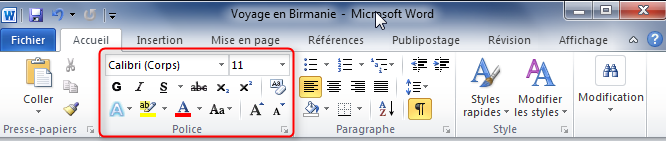 Voyage en Birmanie - Microsoft Word
Fichier Accueil Insertion Mise en page Références Publipostage Révision Affichage
Calibri (Corps) 11
Coller
G I S abc x₂ x²
A ab A Aa A A
A Z
¶
Styles rapides
Modifier les styles
Modification
Presse-papiers Police Paragraphe Style